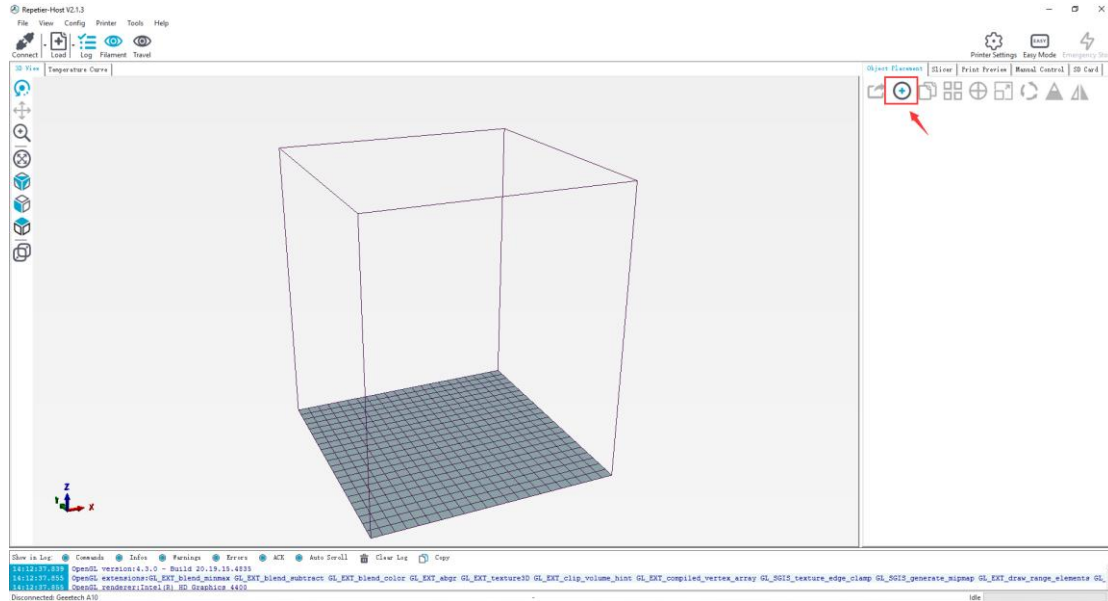 Repetier-Host V2.1.3
File View Config Printer Tools Help
Connect Load Log Filament Travel
Printer Settings Easy Mode Emergency Sto
EASY
3D View Temperature Curve
Object Placement Slicer Print Preview Manual Control SD Card
Z
Y
X
Show in Log: Commands Infos Warnings Errors ACK Auto Scroll Clear Log Copy
14:12:37.839 OpenGL version:4.3.0 - Build 20.19.15.4835
14:12:37.855 OpenGL extensions:GL_EXT_blend_minmax GL_EXT_blend_subtract GL_EXT_blend_color GL_EXT_abgr GL_EXT_texture3D GL_EXT_clip_volume_hint GL_EXT_compiled_vertex_array GL_SGIS_texture_edge_clamp GL_SGIS_generate_mipmap GL_EXT_draw_range_elements GL_
14:12:37.855 OpenGL renderer:Intel(R) HD Graphics 4400
Disconnected: Geeetech A10 - Idle